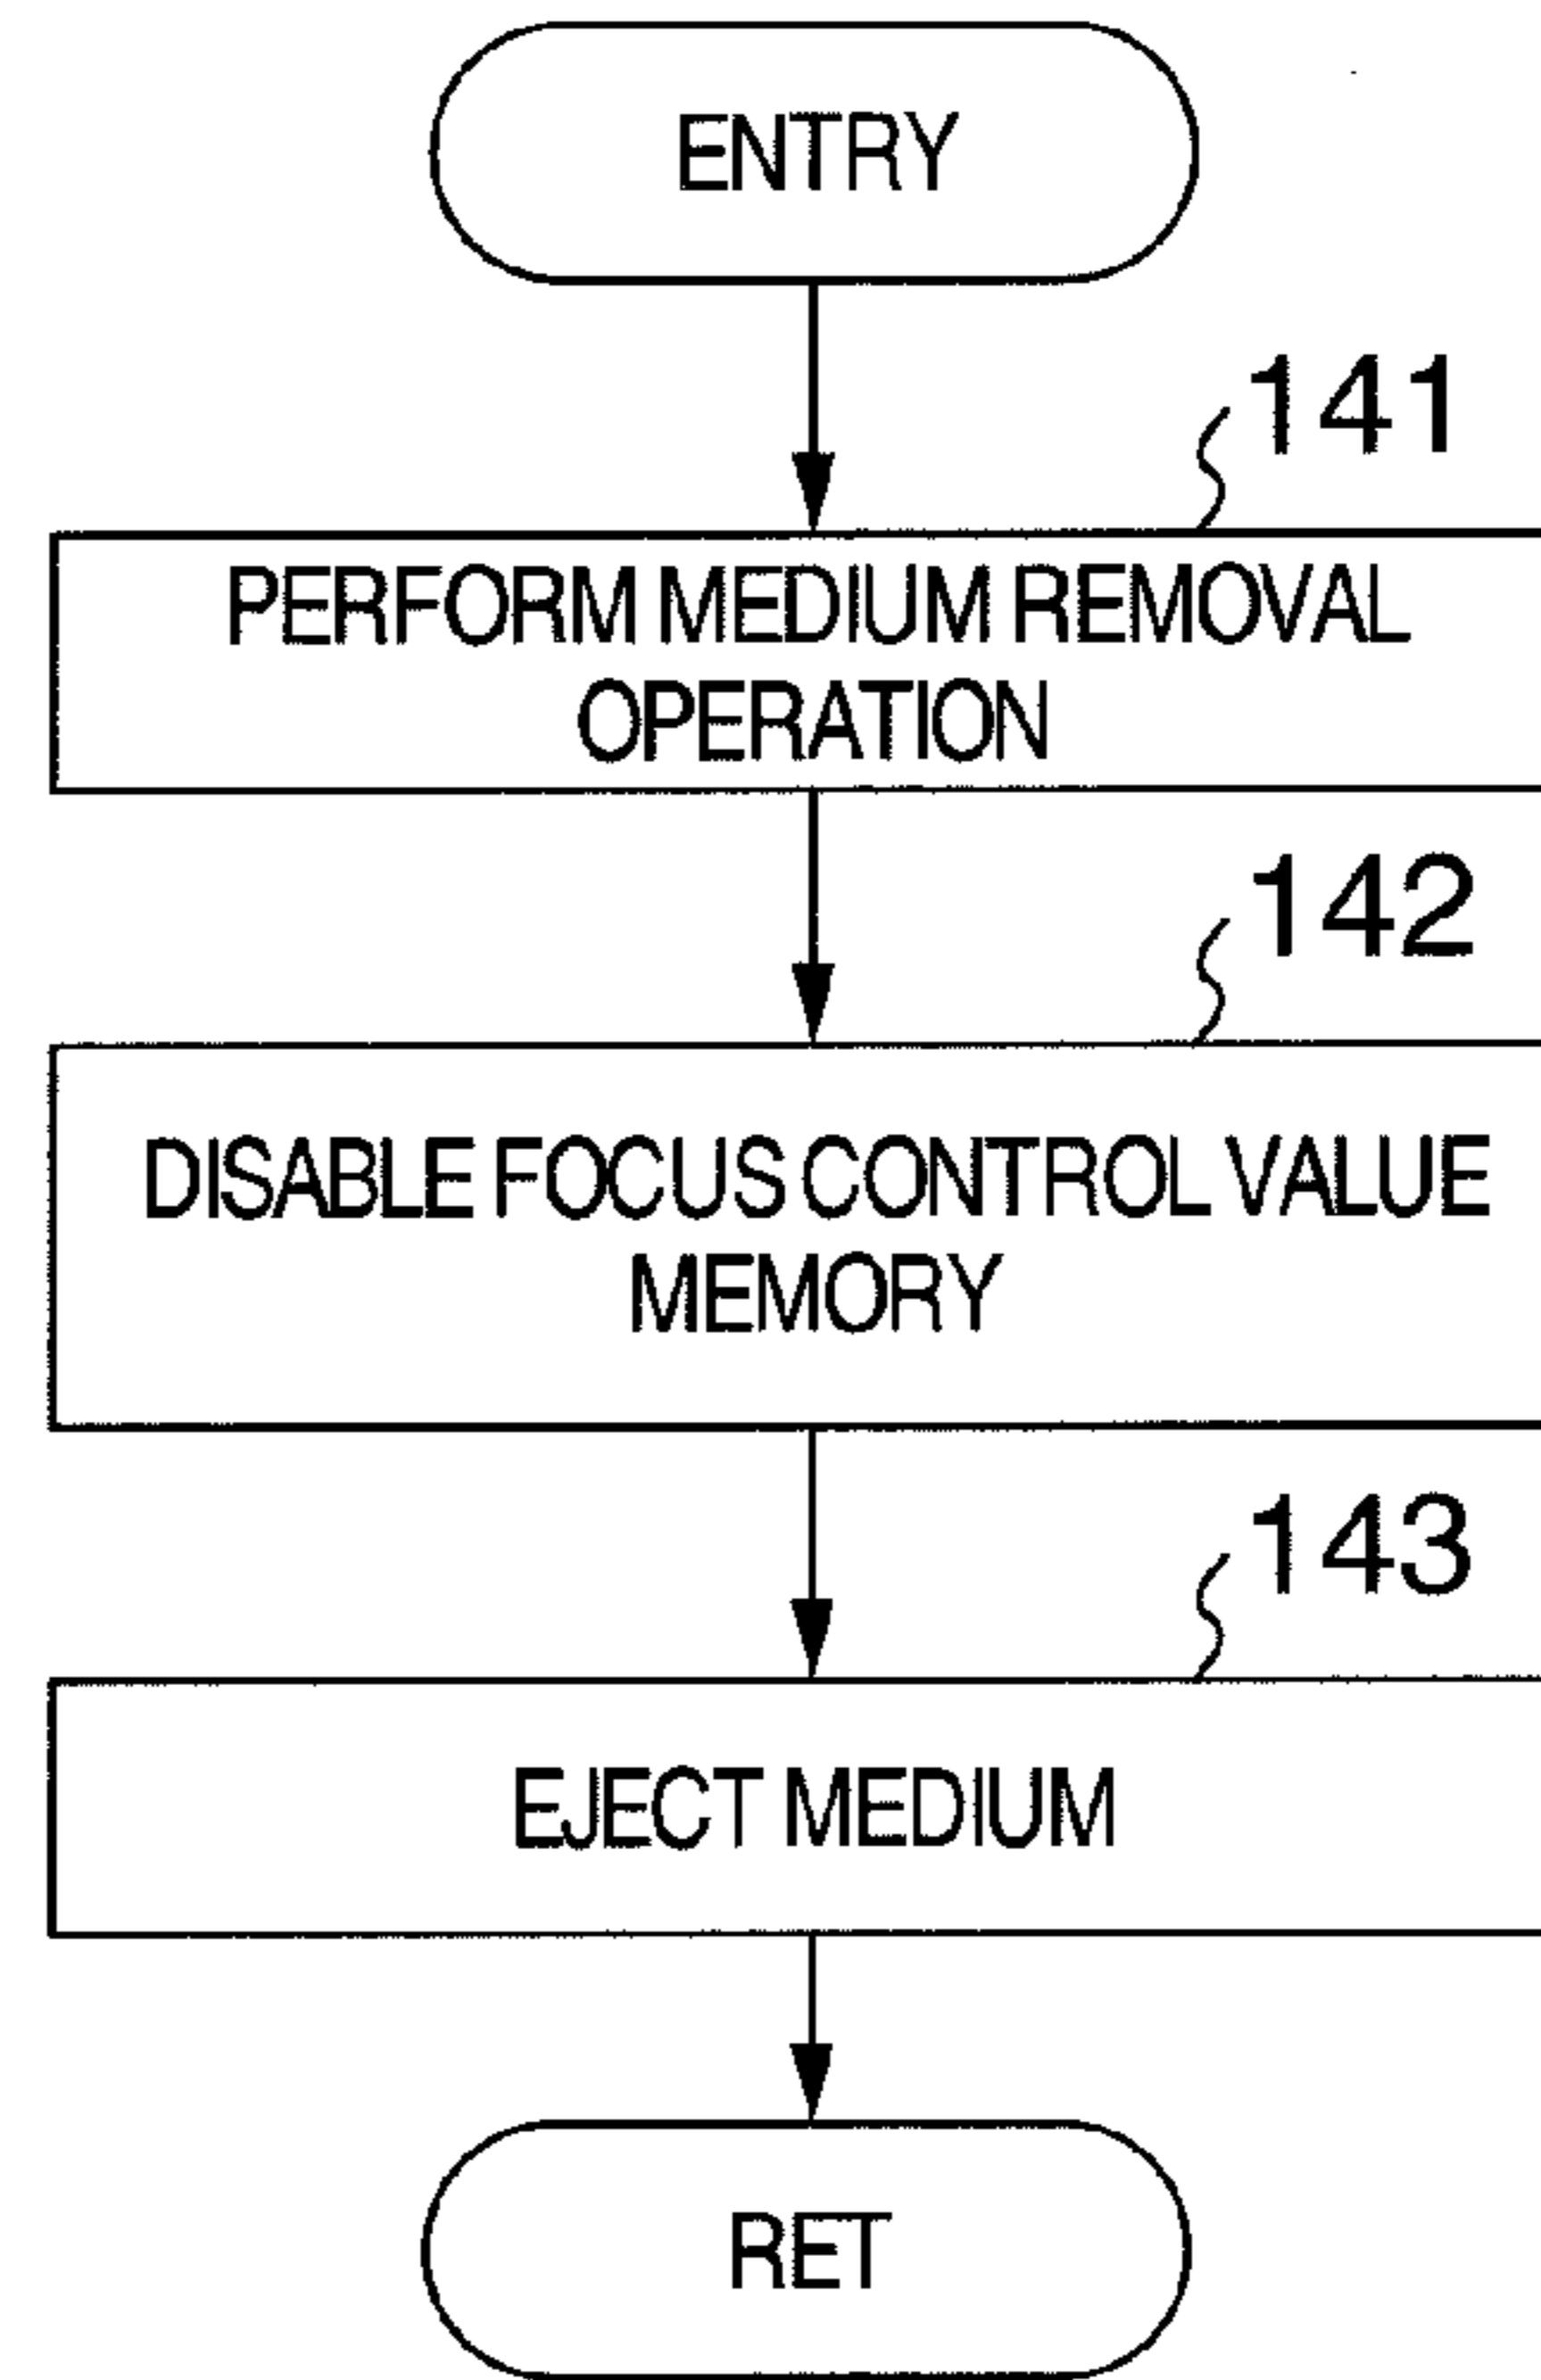 ENTRY
141
PERFORM MEDIUM REMOVAL
OPERATION
142
DISABLE FOCUS CONTROL VALUE
MEMORY
143
EJECT MEDIUM
RET